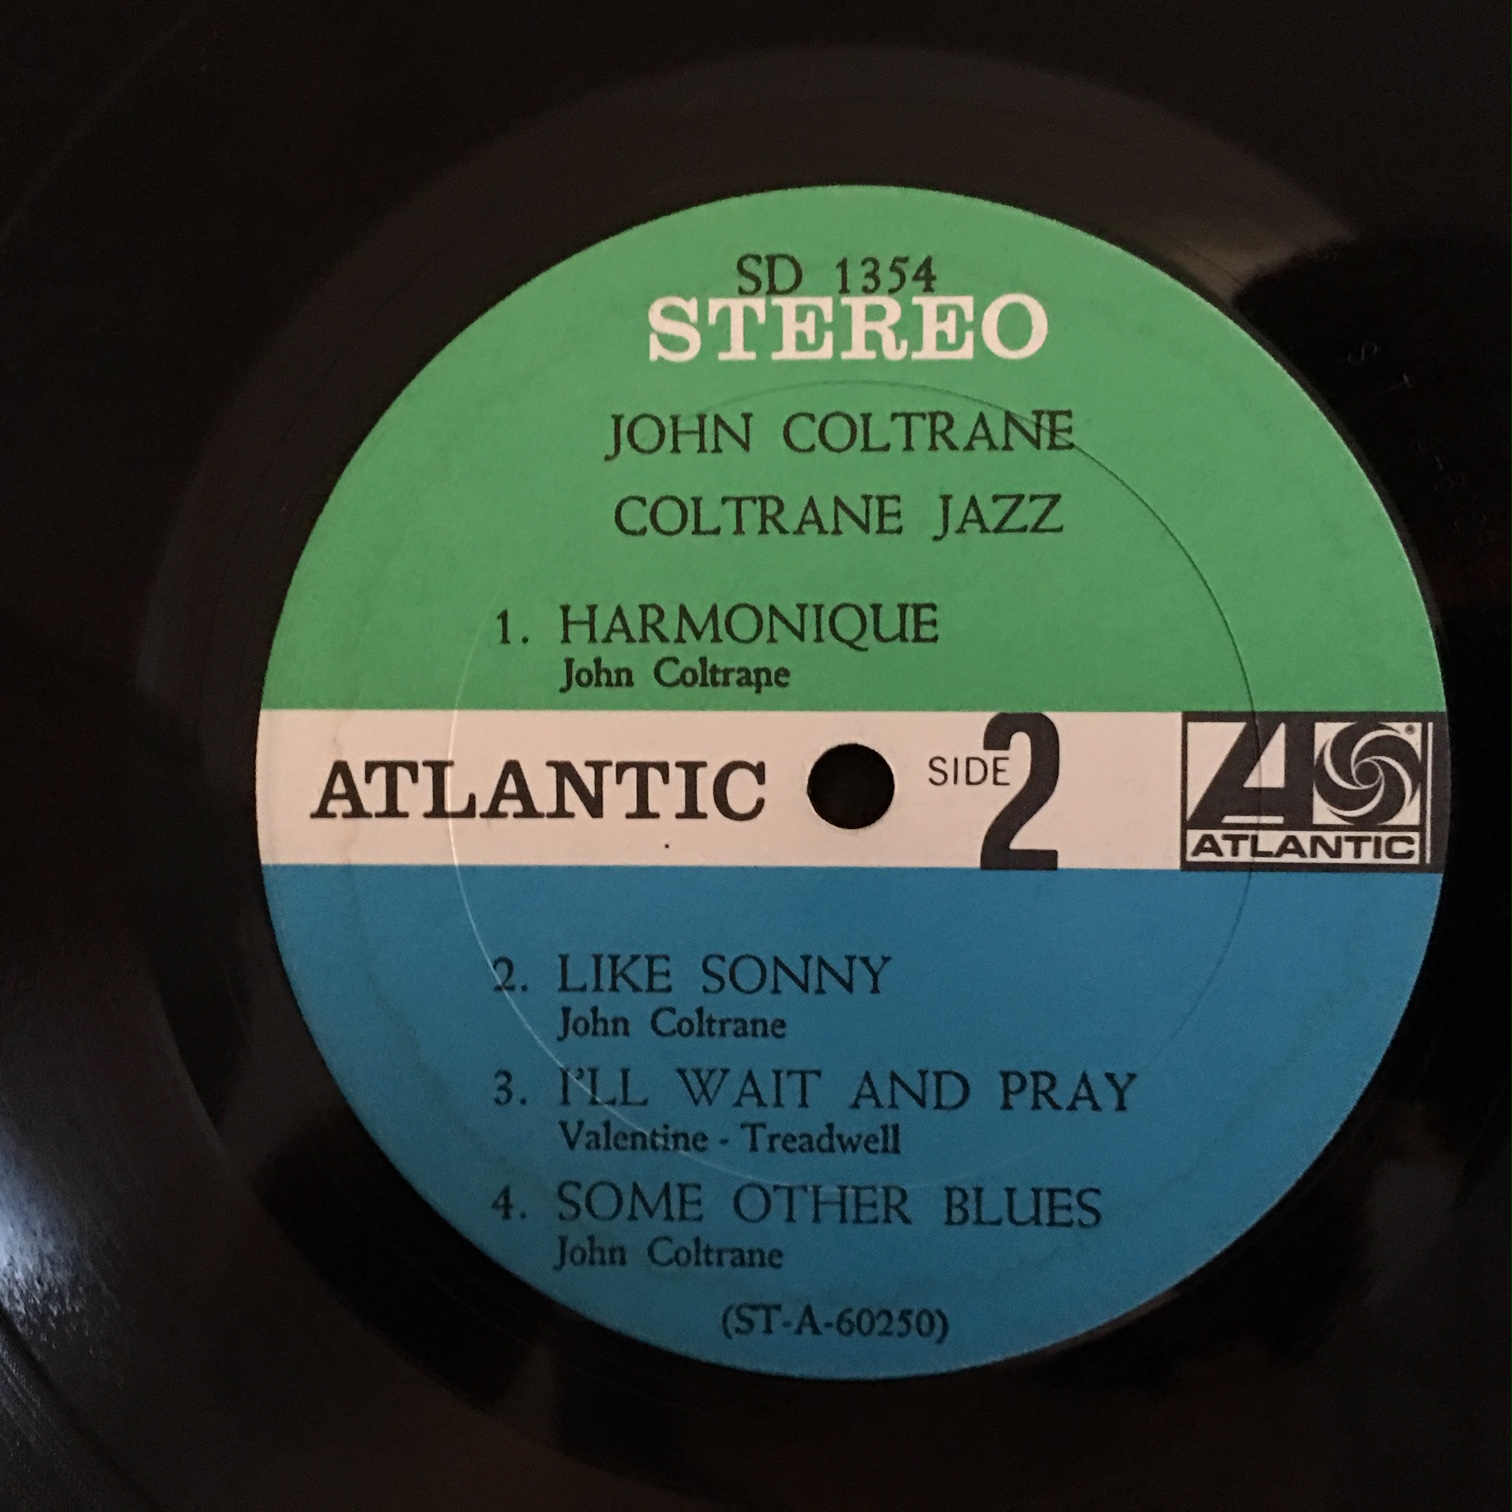 SD 1354
STEREO
JOHN COLTRANE
COLTRANE JAZZ
1. HARMONIQUE
John Coltrane
ATLANTIC SIDE 2
ATLANTIC
2. LIKE SONNY
John Coltrane
3. I'LL WAIT AND PRAY
Valentine - Treadwell
4. SOME OTHER BLUES
John Coltrane
(ST-A-60250)